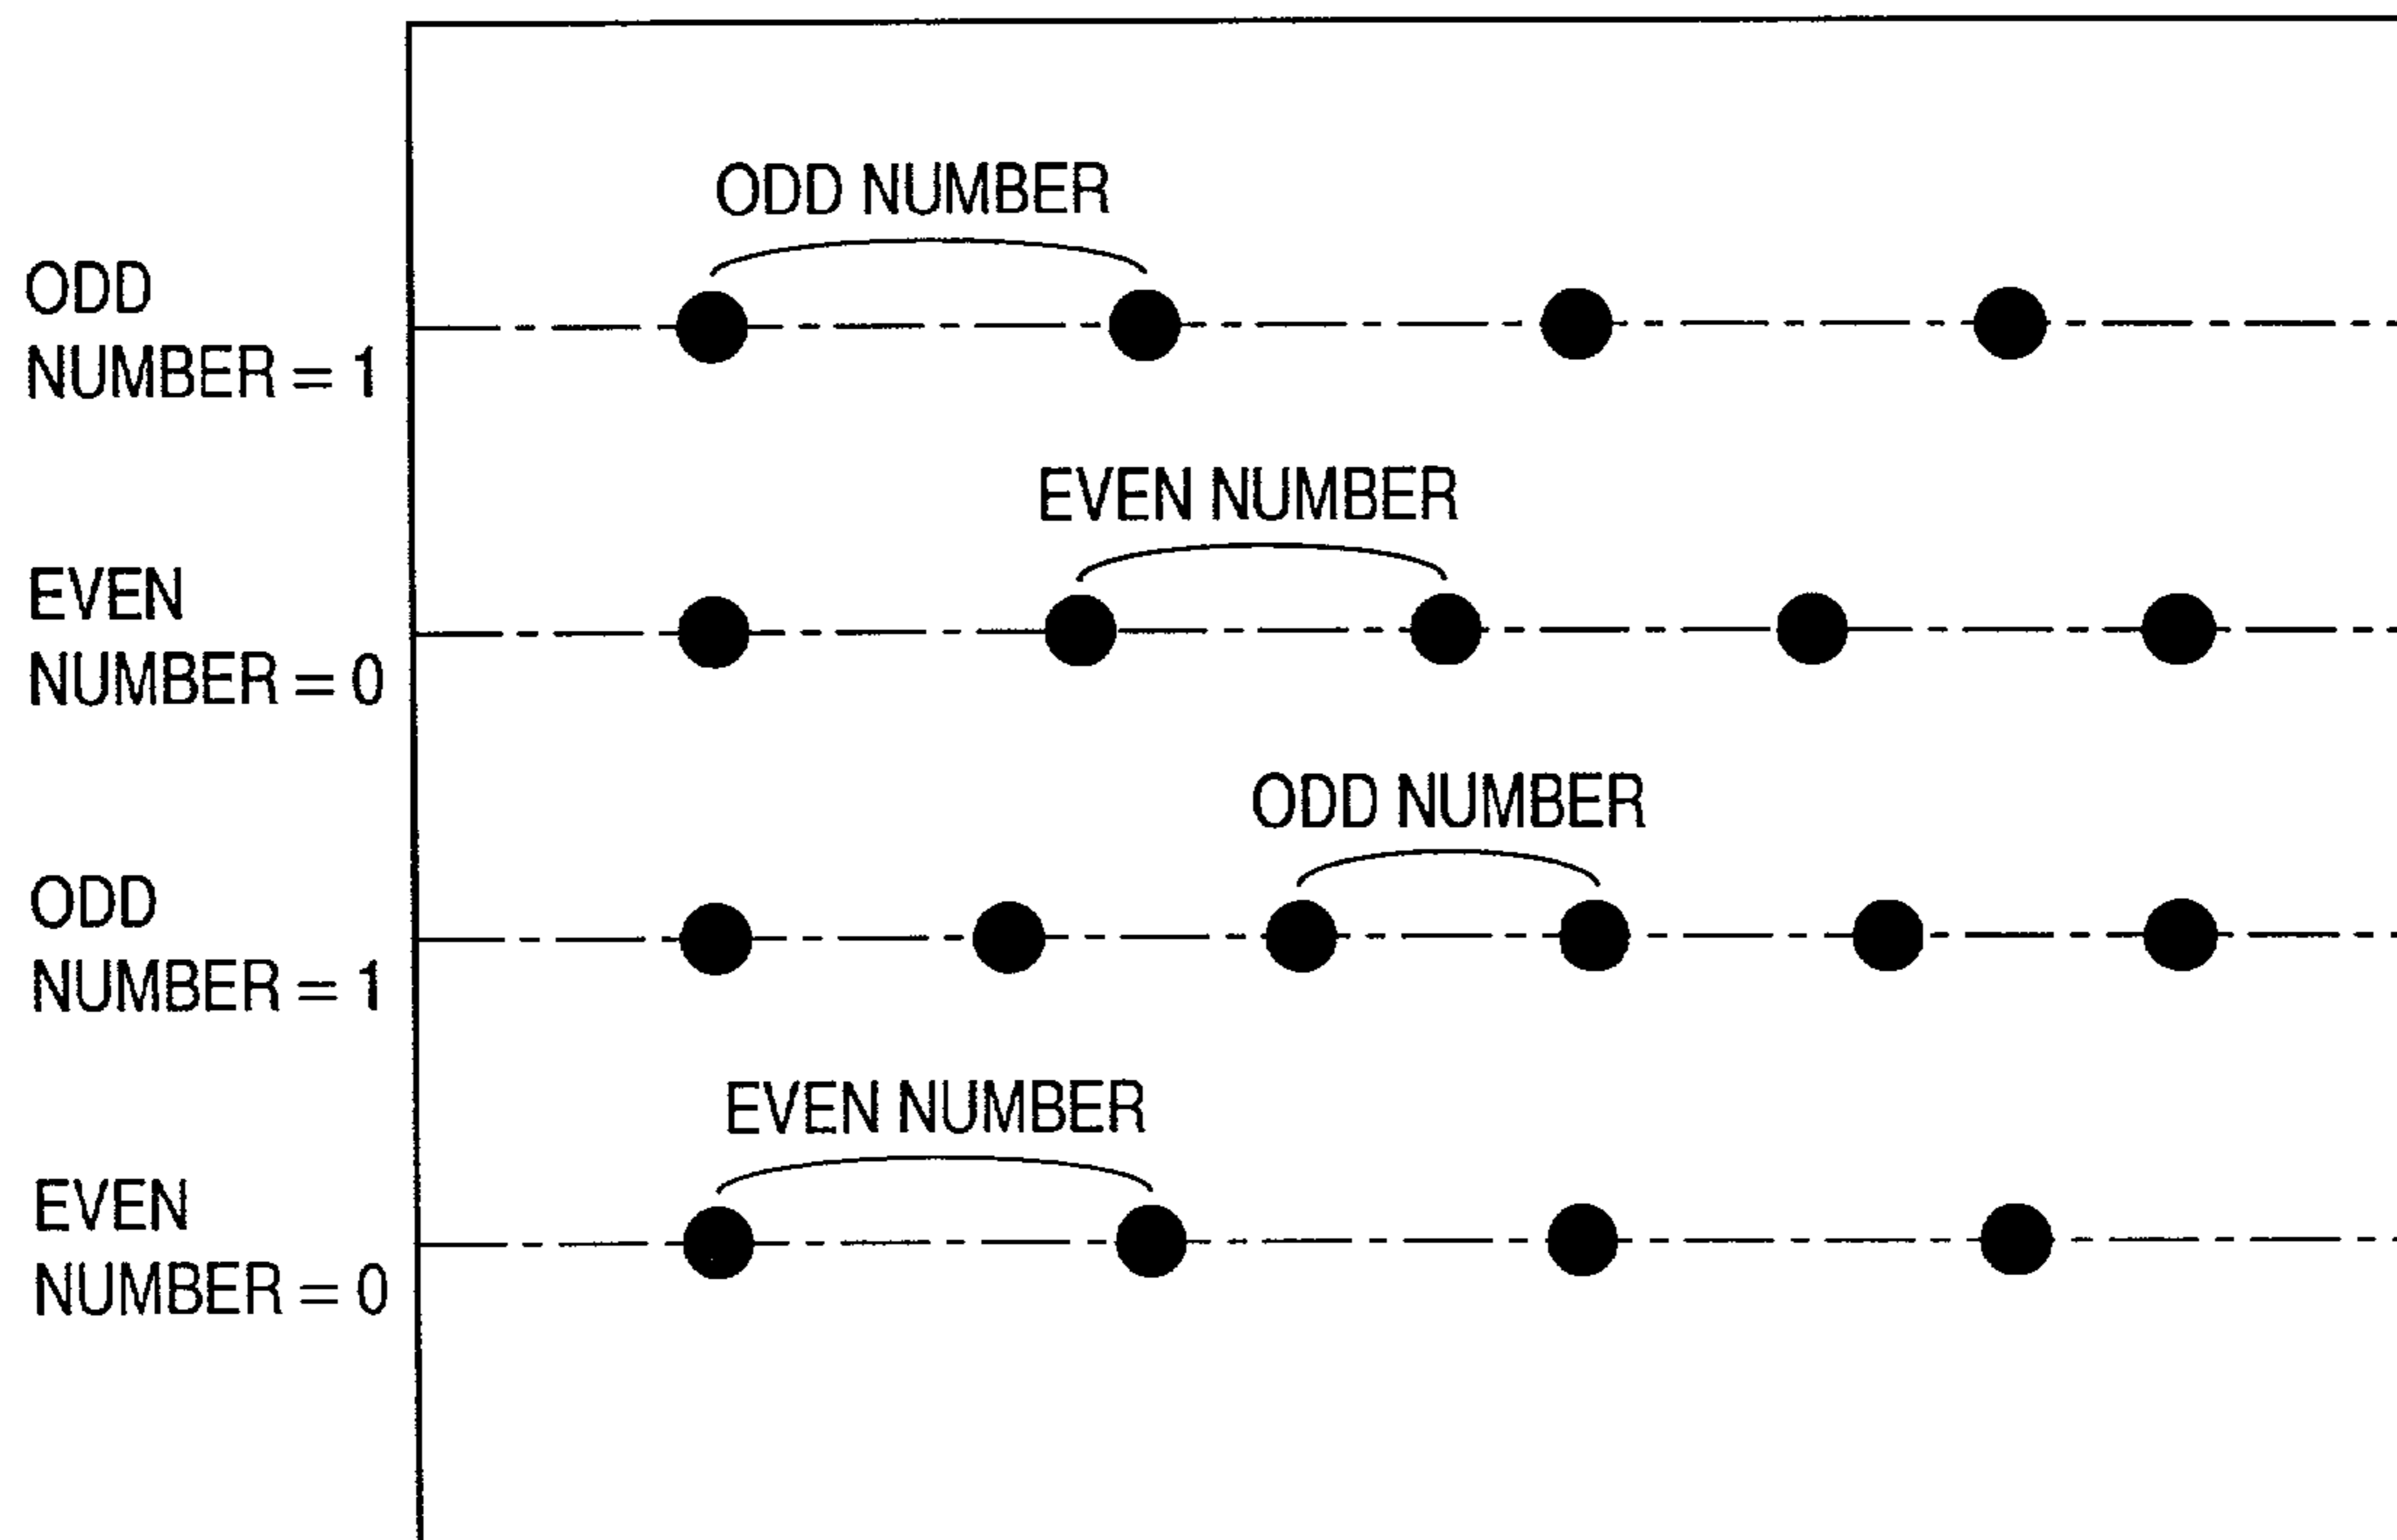 ODD NUMBER
ODD
NUMBER = 1
EVEN NUMBER
EVEN
NUMBER = 0
ODD NUMBER
ODD
NUMBER = 1
EVEN NUMBER
EVEN
NUMBER = 0